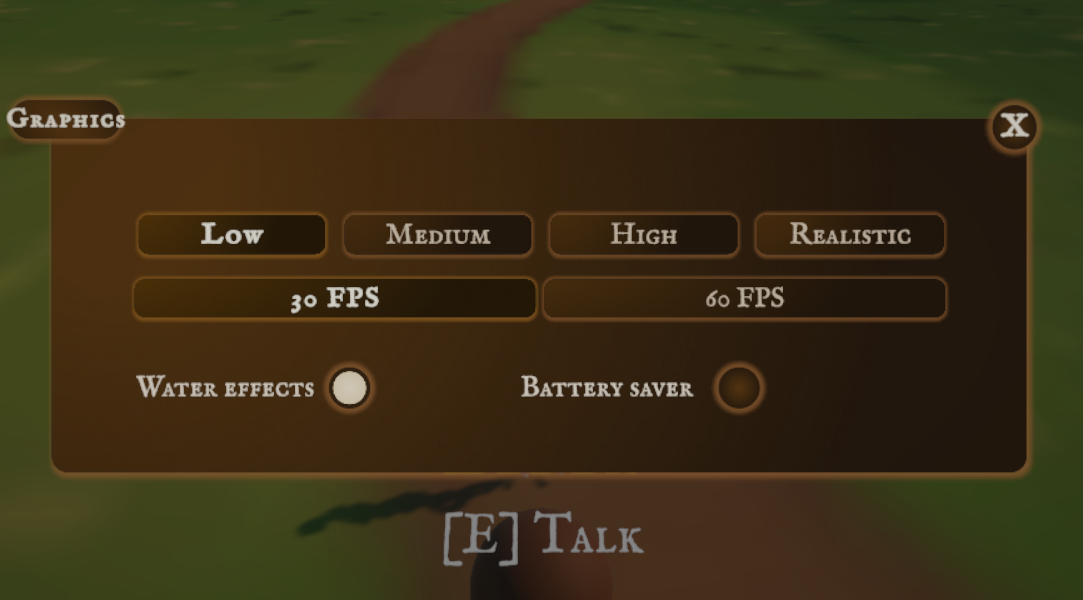 Graphics
X
Low Medium High Realistic
30 FPS 60 FPS
Water effects Battery saver
[E] Talk